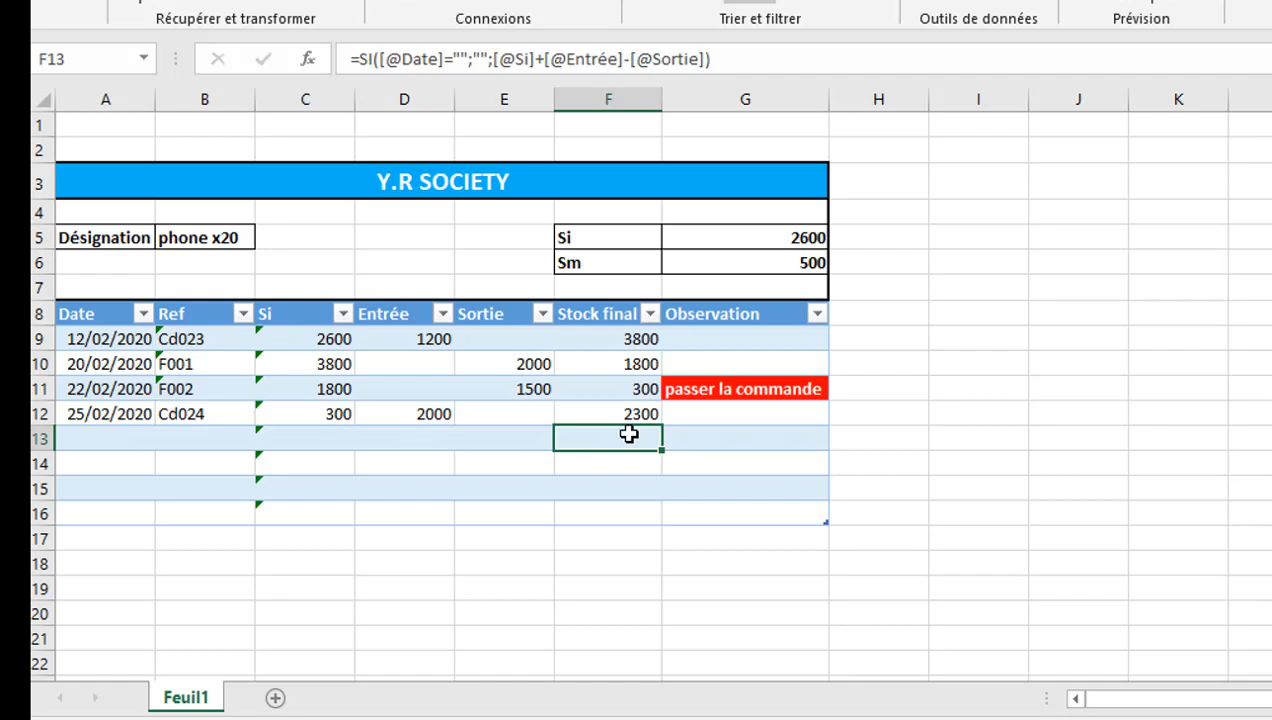 Récupérer et transformer Connexions Trier et filtrer Outils de données Prévision
F13 fx =SI([@Date]="";"";[@Si]+[@Entrée]-[@Sortie])
A B C D E F G H I J K
1
2
3 Y.R SOCIETY
4
5 Désignation phone x20 Si 2600
6 Sm 500
7
8 Date Ref Si Entrée Sortie Stock final Observation
9 12/02/2020 Cd023 2600 1200 3800
10 20/02/2020 F001 3800 2000 1800
11 22/02/2020 F002 1800 1500 300 passer la commande
12 25/02/2020 Cd024 300 2000 2300
13
14
15
16
17
18
19
20
21
22
Feuil1